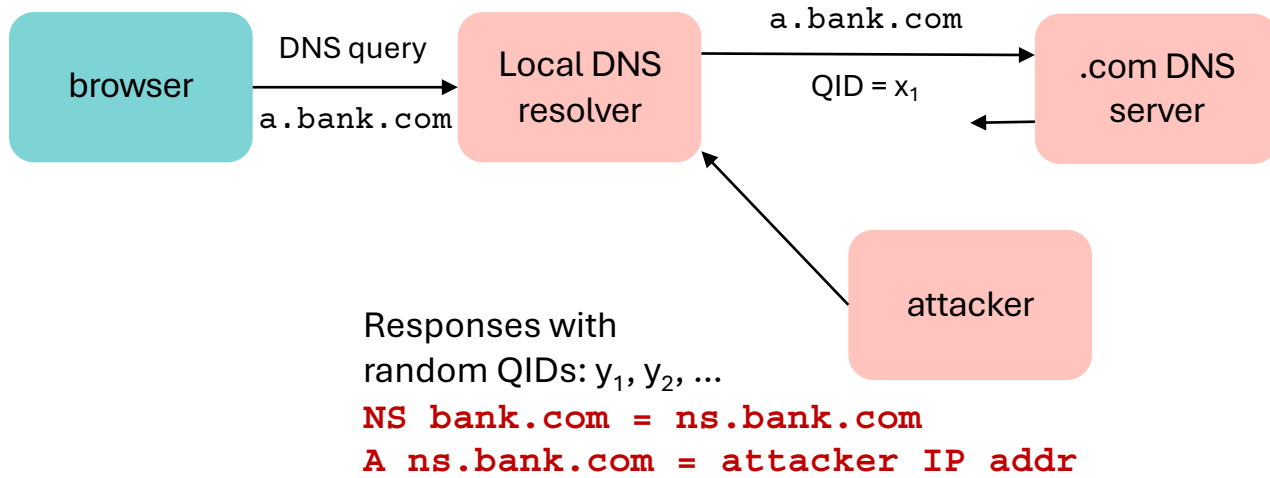 browser
DNS query
a.bank.com
Local DNS
resolver
a.bank.com
QID = x₁
.com DNS
server
attacker
Responses with
random QIDs: y₁, y₂, ...
NS bank.com = ns.bank.com
A ns.bank.com = attacker IP addr